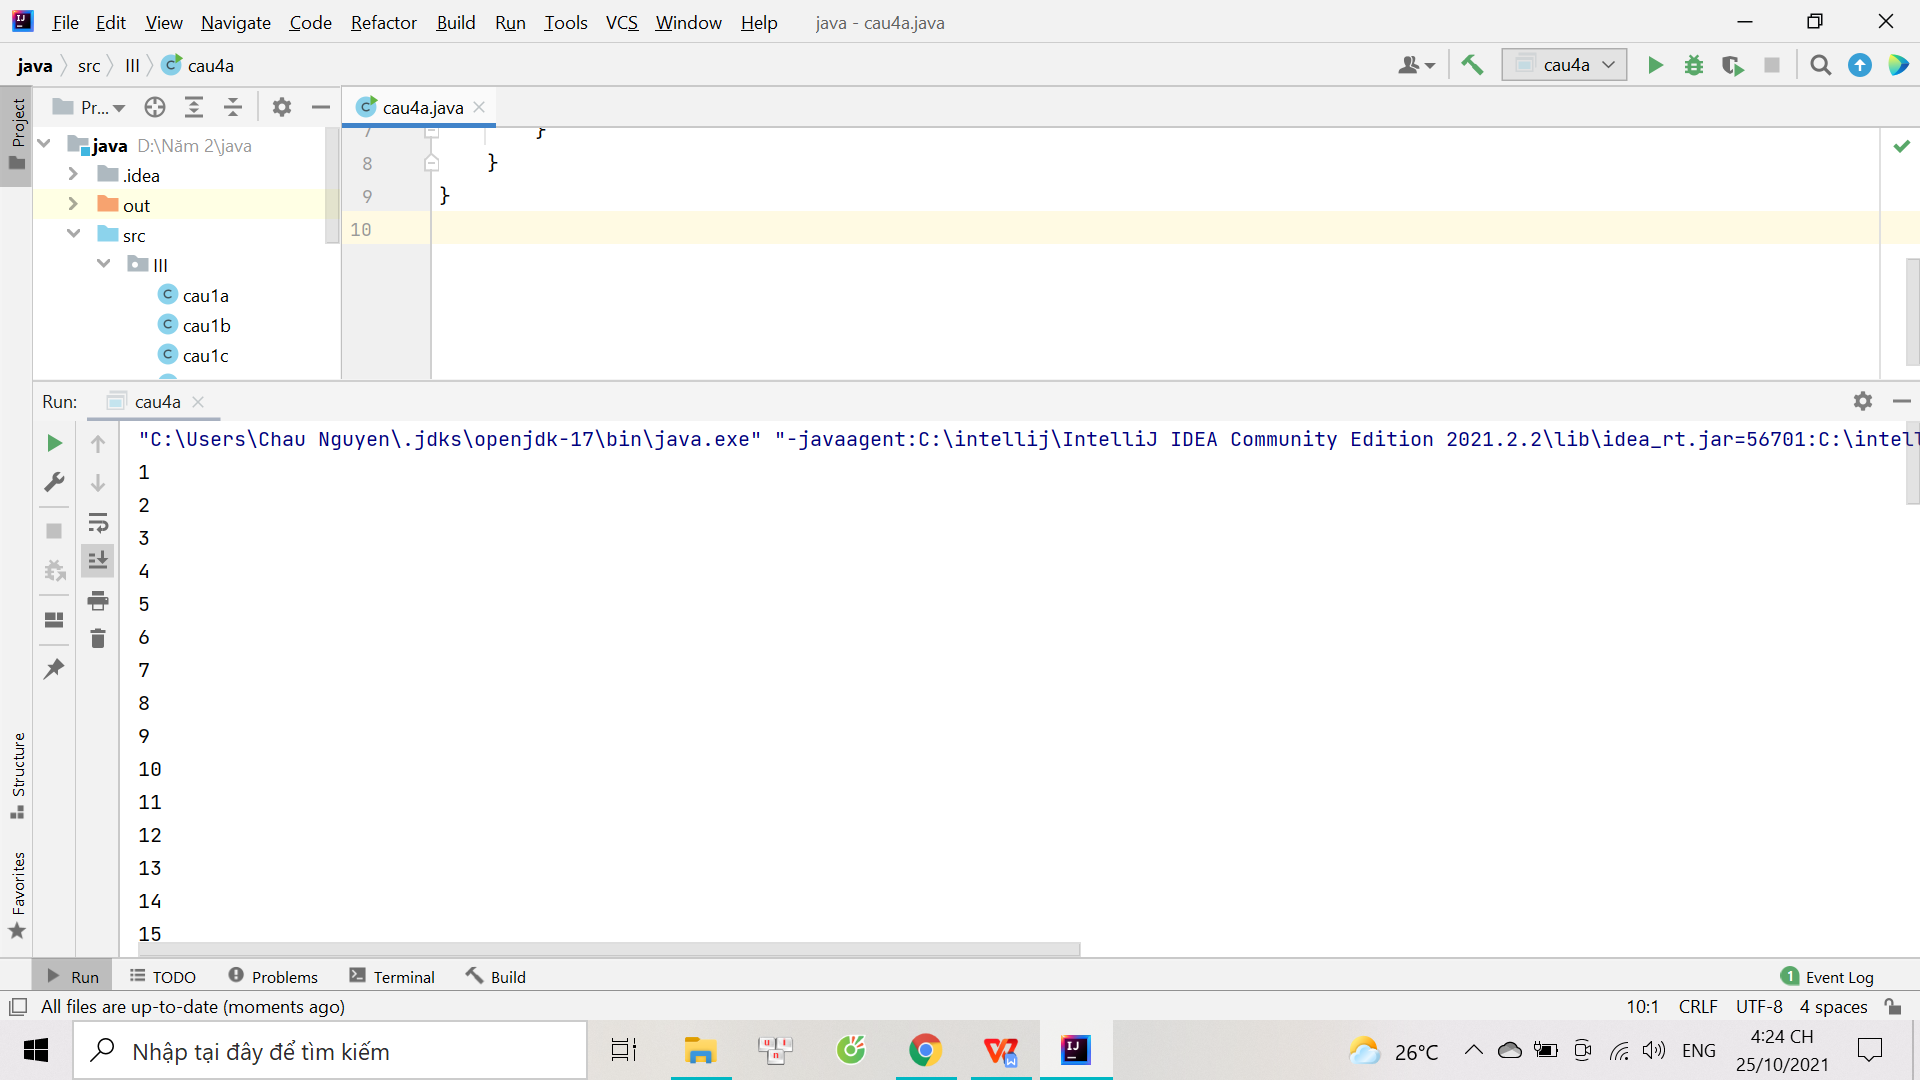 File Edit View Navigate Code Refactor Build Run Tools VCS Window Help java - cau4a.java
java src III cau4a
cau4a
Project
Pr...
cau4a.java
java D:\Năm 2\java
.idea
out
src
III
cau1a
cau1b
cau1c
7 }
8 }
9 }
10
Run: cau4a
"C:\Users\Chau Nguyen\.jdks\openjdk-17\bin\java.exe" "-javaagent:C:\intellij\IntelliJ IDEA Community Edition 2021.2.2\lib\idea_rt.jar=56701:C:\intell
1
2
3
4
5
6
7
8
9
10
11
12
13
14
15
Structure
Favorites
Run TODO Problems Terminal Build 1 Event Log
All files are up-to-date (moments ago) 10:1 CRLF UTF-8 4 spaces
Nhập tại đây để tìm kiếm
26°C ENG
4:24 CH
25/10/2021